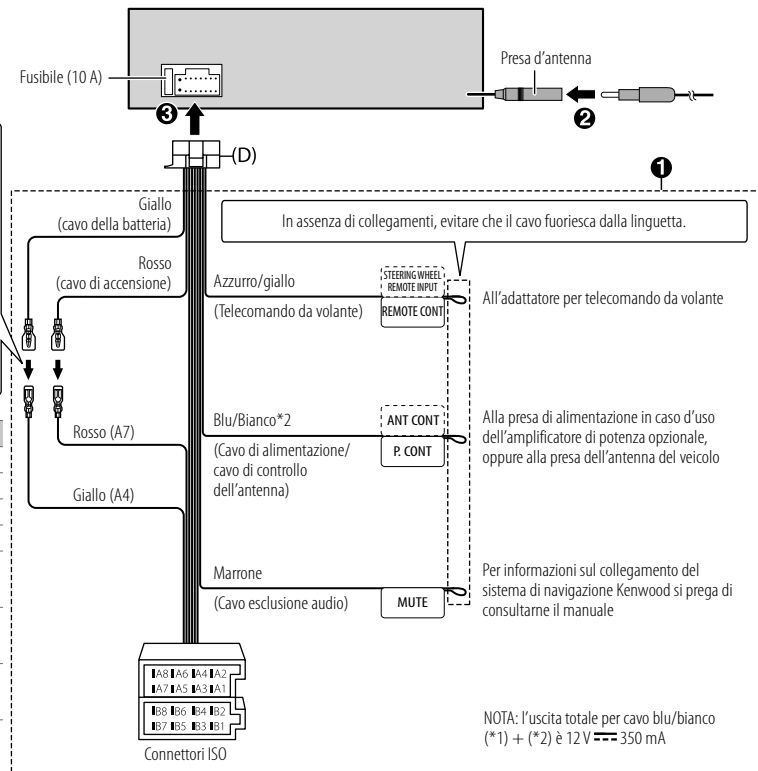 Fusibile (10 A)
Presa d'antenna
❸
❷
(D)
❶
Giallo
(cavo della batteria)
In assenza di collegamenti, evitare che il cavo fuoriesca dalla linguetta.
Rosso
(cavo di accensione)
Azzurro/giallo
(Telecomando da volante)
STEERING WHEEL
REMOTE INPUT
REMOTE CONT
All'adattatore per telecomando da volante
Rosso (A7)
Blu/Bianco*2
(Cavo di alimentazione/
cavo di controllo
dell'antenna)
ANT CONT
P. CONT
Alla presa di alimentazione in caso d'uso
dell'amplificatore di potenza opzionale,
oppure alla presa dell'antenna del veicolo
Giallo (A4)
Marrone
(Cavo esclusione audio)
MUTE
Per informazioni sul collegamento del
sistema di navigazione Kenwood si prega di
consultarne il manuale
A8 A6 A4 A2
A7 A5 A3 A1
B8 B6 B4 B2
B7 B5 B3 B1
Connettori ISO
NOTA: l'uscita totale per cavo blu/bianco
(*1) + (*2) è 12 V ⎓ 350 mA